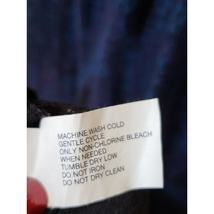 MACHINE WASH COLD
GENTLE CYCLE
ONLY NON-CHLORINE BLEACH
WHEN NEEDED
TUMBLE DRY LOW
DO NOT IRON
DO NOT DRY CLEAN